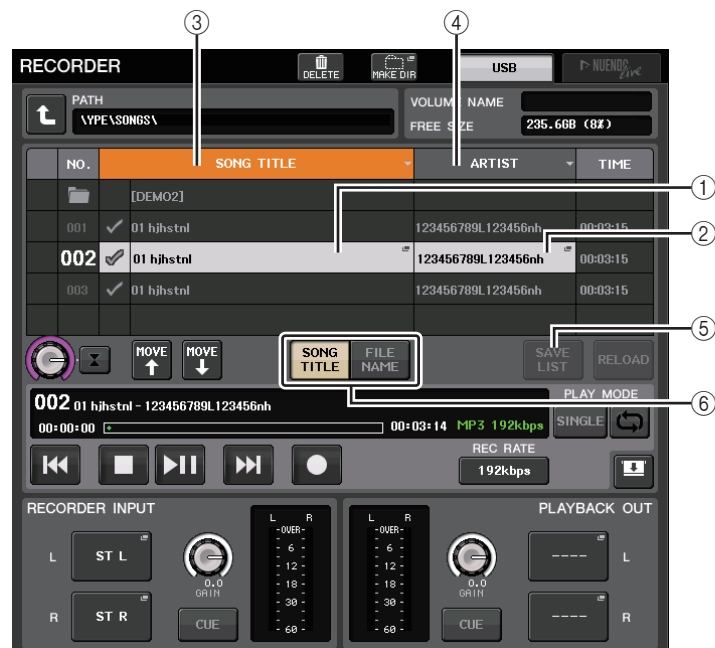 ③ ④
RECORDER DELETE MAKE DIR USB NUENDO Live
PATH
\YPE\SONGS\
VOLUME NAME
FREE SIZE 235.6GB (8%)
NO. SONG TITLE ARTIST TIME
[DEMO2]
①
001 01 hjhstnl 123456789L123456nh 00:03:15
②
002 01 hjhstnl 123456789L123456nh 00:03:15
003 01 hjhstnl 123456789L123456nh 00:03:15
⑤
MOVE MOVE SONG TITLE FILE NAME SAVE LIST RELOAD
⑥
002 01 hjhstnl - 123456789L123456nh
PLAY MODE
00:00:00 00:03:14 MP3 192kbps SINGLE
REC RATE
192kbps
RECORDER INPUT
L ST L
R ST R
0.0
GAIN
CUE
L R
-OVER-
- 6 -
- 12 -
- 18 -
- 30 -
- 60 -
L R
-OVER-
- 6 -
- 12 -
- 18 -
- 30 -
- 60 -
0.0
GAIN
CUE
PLAYBACK OUT
---- L
---- R